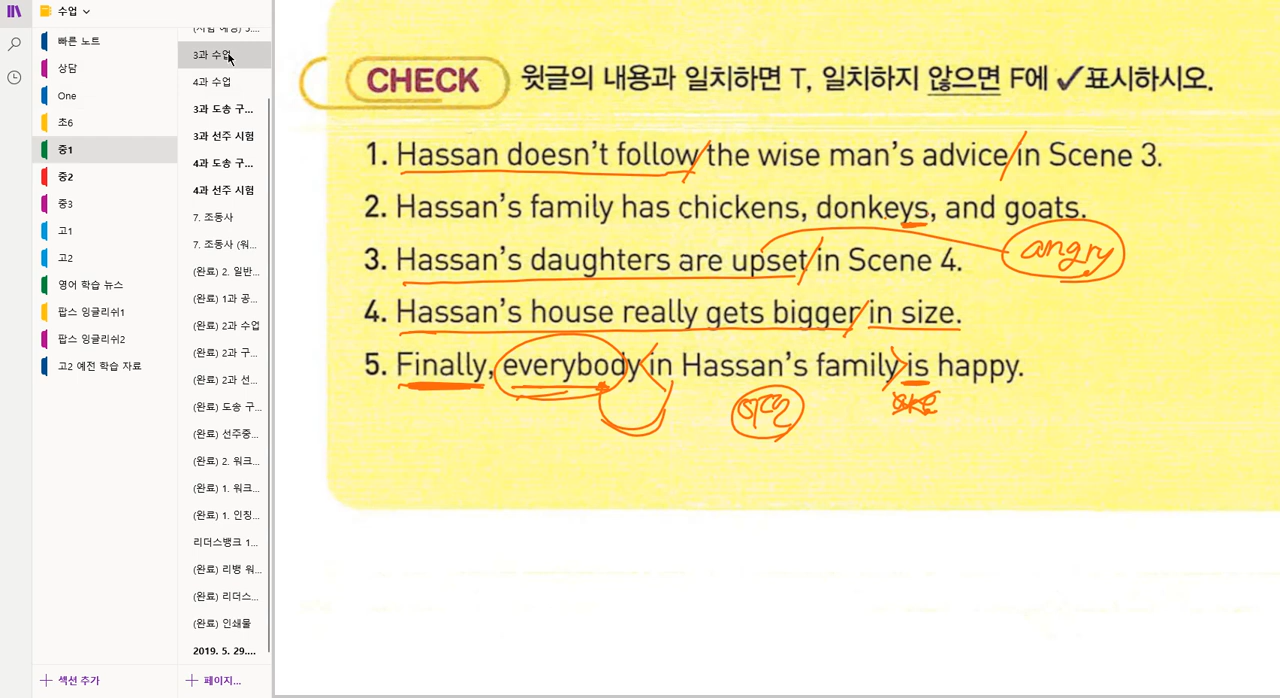 수업
빠른 노트
상담
One
초6
중1
중2
중3
고1
고2
영어 학습 뉴스
팝스 잉글리쉬1
팝스 잉글리쉬2
고2 예전 학습 자료
섹션 추가
3과 수업
4과 수업
3과 도송 구...
3과 선주 시험
4과 도송 구...
4과 선주 시험
7. 조동사
7. 조동사 (워...
(완료) 2. 일반...
(완료) 1과 공...
(완료) 2과 수업
(완료) 2과 구...
(완료) 2과 선...
(완료) 도송 구...
(완료) 선주중...
(완료) 2. 워크...
(완료) 1. 워크...
(완료) 1. 인칭...
리더스뱅크 1...
(완료) 리뱅 워...
(완료) 리더스...
(완료) 인쇄물
2019. 5. 29....
페이지...
CHECK 윗글의 내용과 일치하면 T, 일치하지 않으면 F에 ✓표시하시오.
1. Hassan doesn't follow the wise man's advice in Scene 3.
2. Hassan's family has chickens, donkeys, and goats.
angry
3. Hassan's daughters are upset in Scene 4.
4. Hassan's house really gets bigger in size.
5. Finally, everybody in Hassan's family is happy.
are